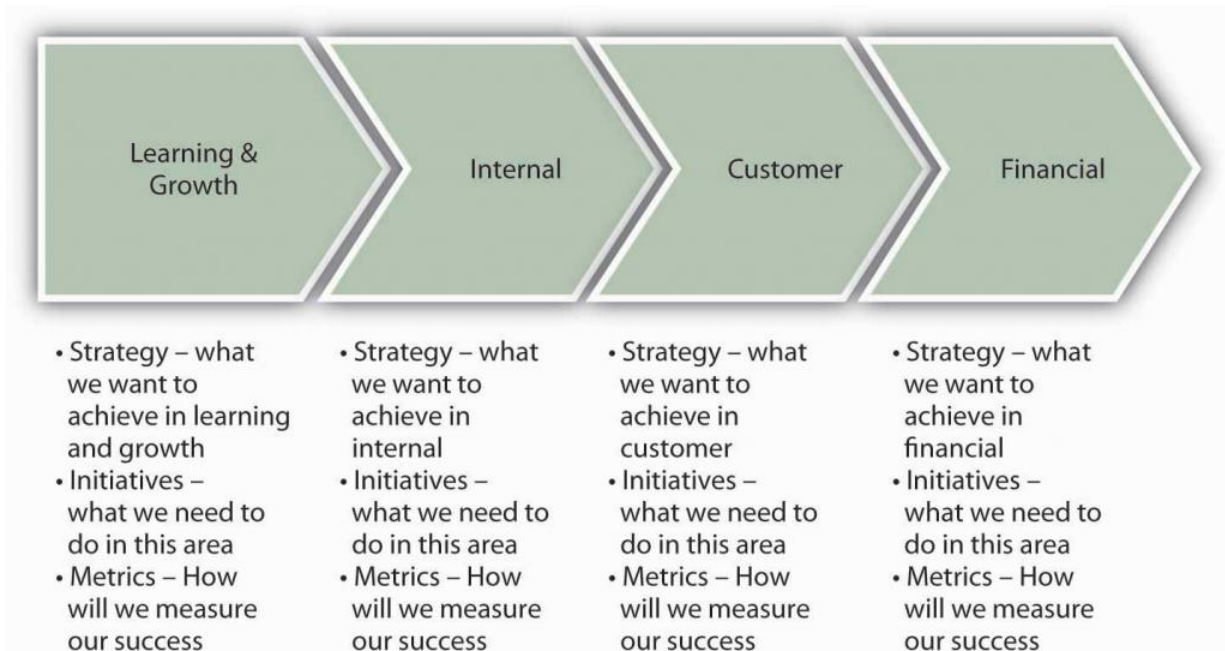 Learning &
Growth
Internal
Customer
Financial
• Strategy – what
we want to
achieve in learning
and growth
• Initiatives –
what we need to
do in this area
• Metrics – How
will we measure
our success
• Strategy – what
we want to
achieve in
internal
• Initiatives –
what we need to
do in this area
• Metrics – How
will we measure
our success
• Strategy – what
we want to
achieve in
customer
• Initiatives –
what we need to
do in this area
• Metrics – How
will we measure
our success
• Strategy – what
we want to
achieve in
financial
• Initiatives –
what we need to
do in this area
• Metrics – How
will we measure
our success